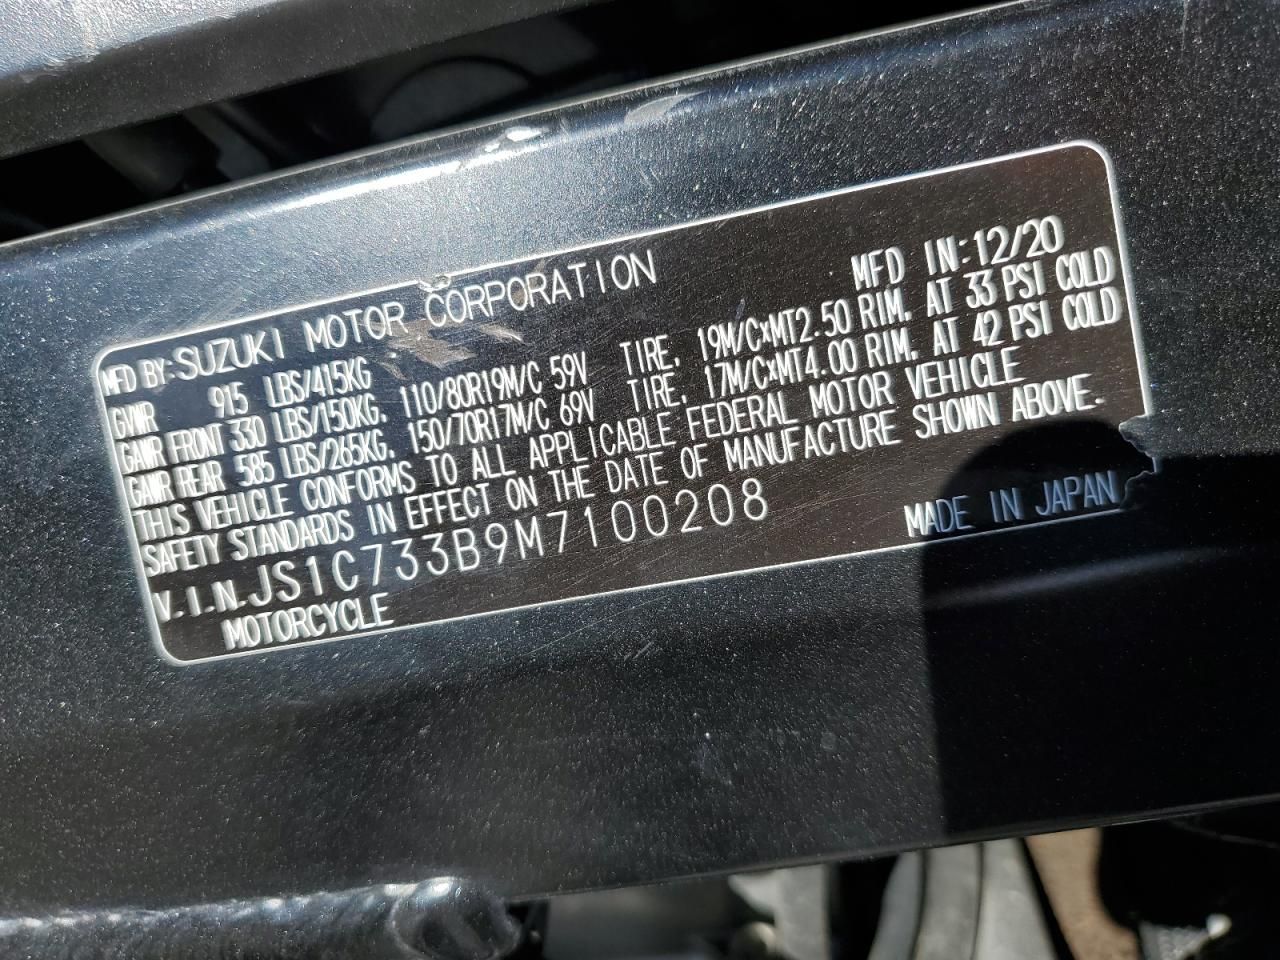 MFD BY:SUZUKI MOTOR CORPORATION MFD IN:12/20
GVWR 915 LBS/415KG
GAWR FRONT 330 LBS/150KG, 110/80R19M/C 59V TIRE, 19M/CxMT2.50 RIM, AT 33 PSI COLD
GAWR REAR 585 LBS/265KG, 150/70R17M/C 69V TIRE, 17M/CxMT4.00 RIM, AT 42 PSI COLD
THIS VEHICLE CONFORMS TO ALL APPLICABLE FEDERAL MOTOR VEHICLE
SAFETY STANDARDS IN EFFECT ON THE DATE OF MANUFACTURE SHOWN ABOVE.
V.I.N.JS1C733B9M7100208 MADE IN JAPAN
MOTORCYCLE